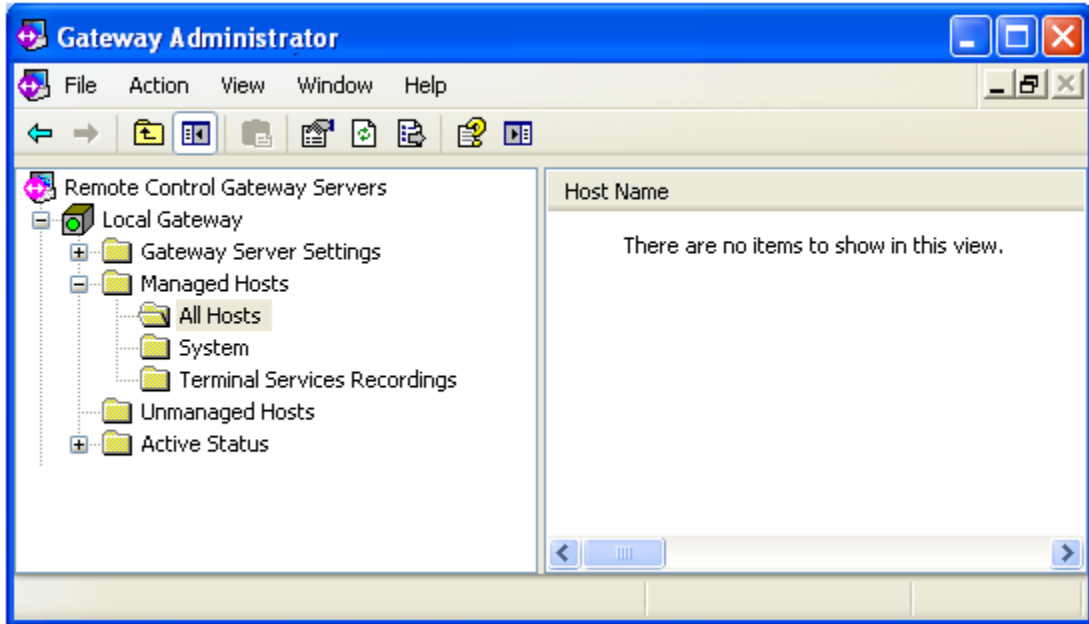 Gateway Administrator
File Action View Window Help
Remote Control Gateway Servers
Local Gateway
Gateway Server Settings
Managed Hosts
All Hosts
System
Terminal Services Recordings
Unmanaged Hosts
Active Status
Host Name
There are no items to show in this view.